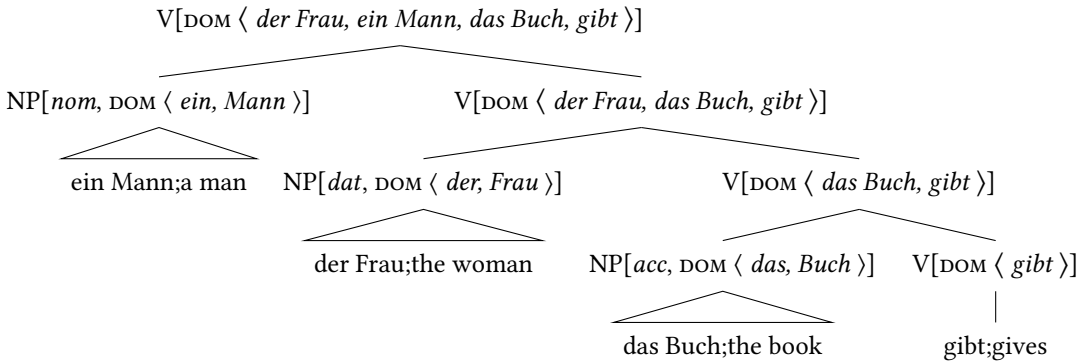 V[DOM ⟨ der Frau, ein Mann, das Buch, gibt ⟩]
NP[nom, DOM ⟨ ein, Mann ⟩] V[DOM ⟨ der Frau, das Buch, gibt ⟩]
ein Mann;a man NP[dat, DOM ⟨ der, Frau ⟩] V[DOM ⟨ das Buch, gibt ⟩]
der Frau;the woman NP[acc, DOM ⟨ das, Buch ⟩] V[DOM ⟨ gibt ⟩]
das Buch;the book gibt;gives